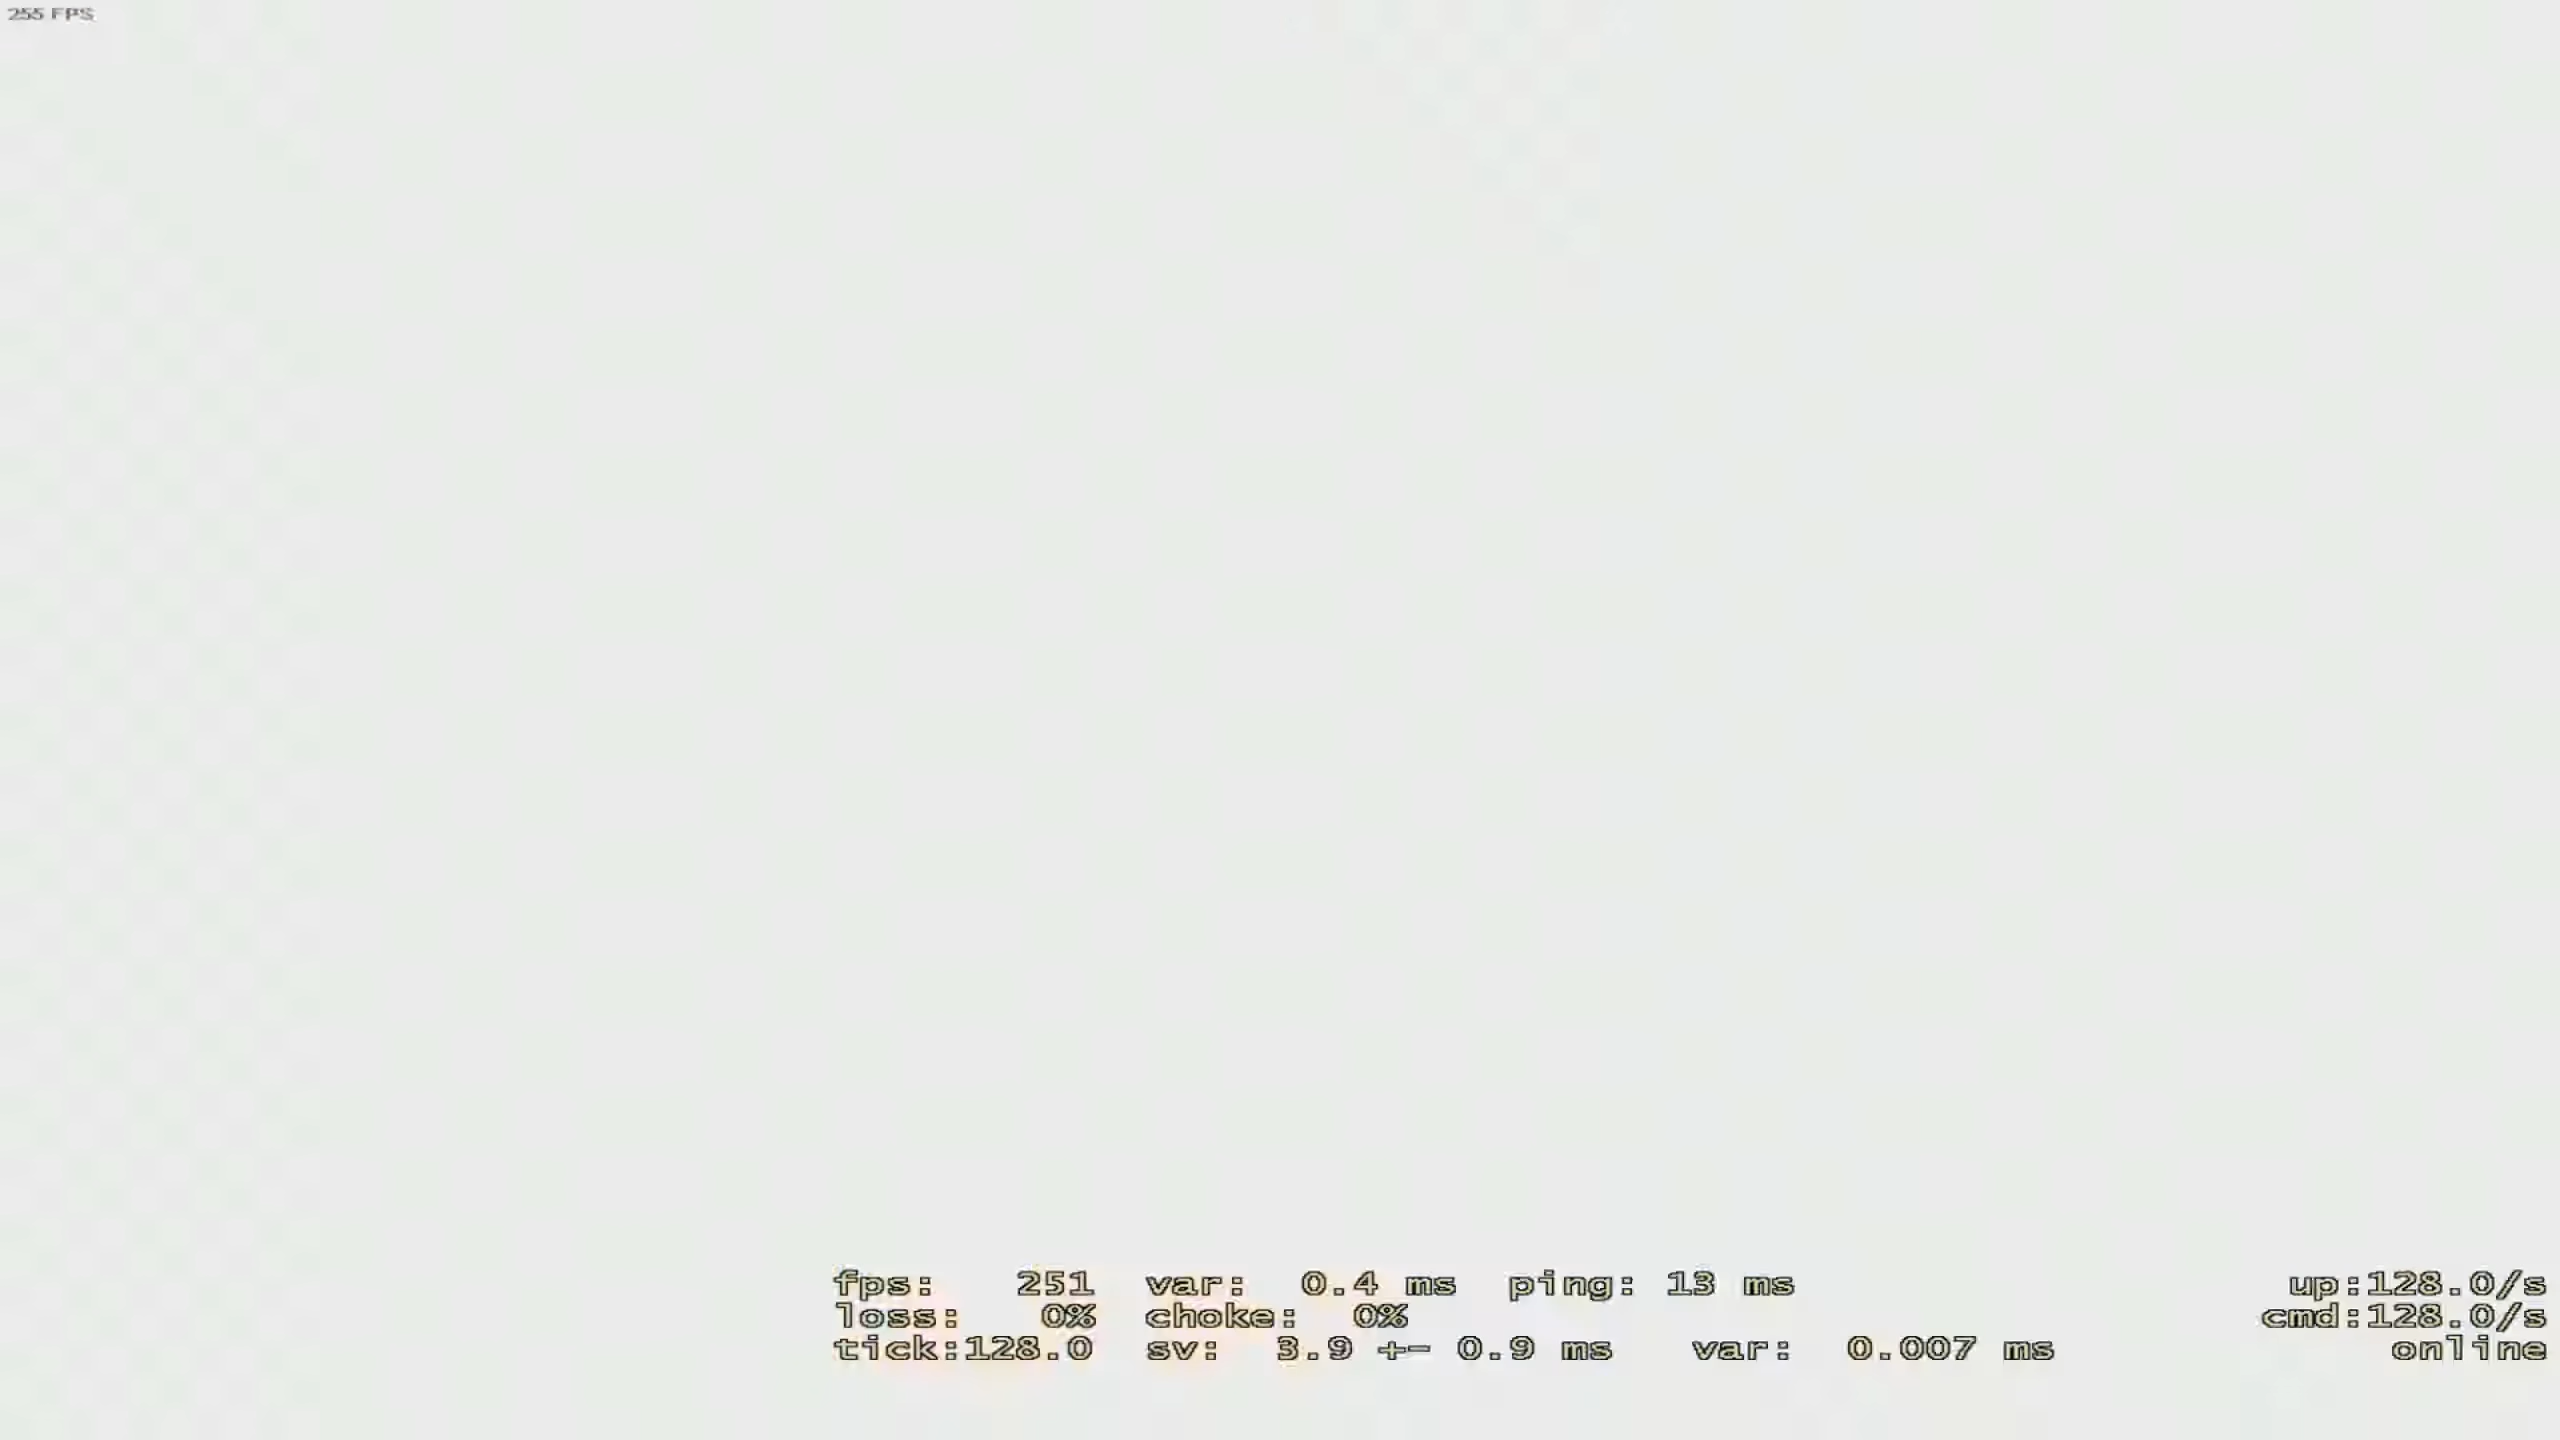 255 FPS
fps: 251 var: 0.4 ms ping: 13 ms up:128.0/s
loss: 0% choke: 0% cmd:128.0/s
tick:128.0 sv: 3.9 +- 0.9 ms var: 0.007 ms online